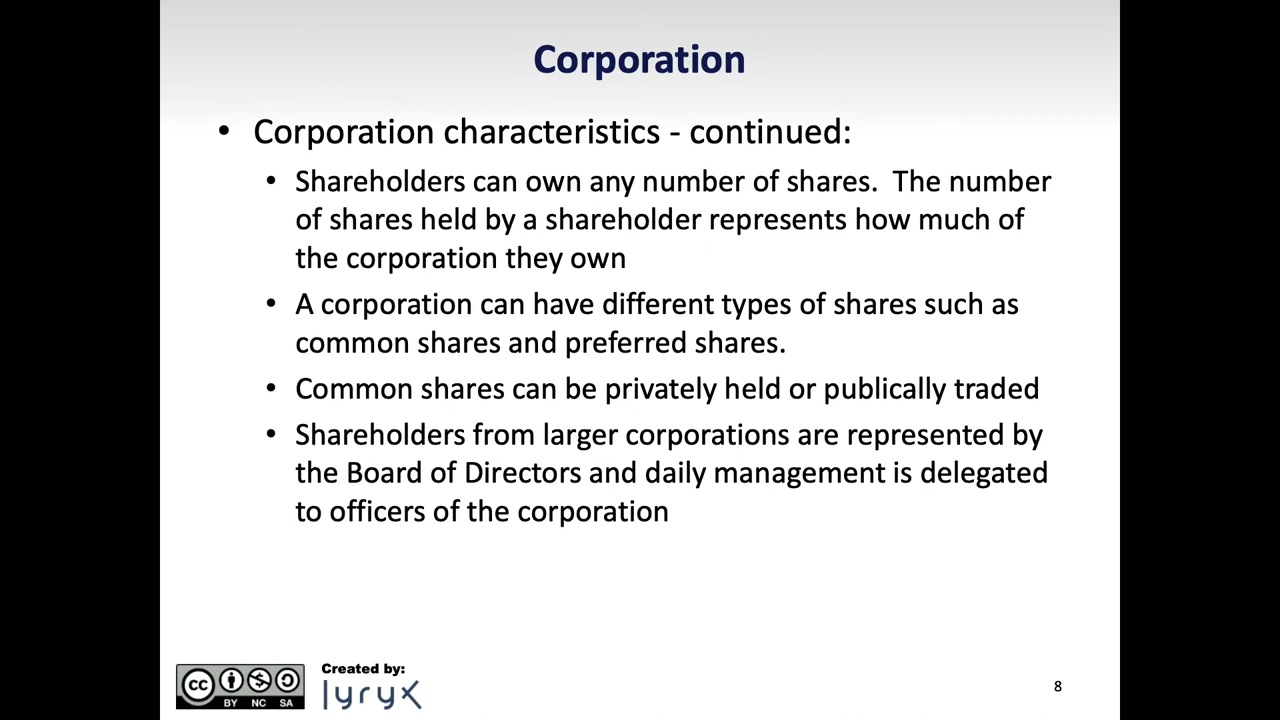 Corporation
• Corporation characteristics - continued:
• Shareholders can own any number of shares.  The number
of shares held by a shareholder represents how much of
the corporation they own
• A corporation can have different types of shares such as
common shares and preferred shares.
• Common shares can be privately held or publically traded
• Shareholders from larger corporations are represented by
the Board of Directors and daily management is delegated
to officers of the corporation
cc
BY NC SA
Created by:
lyryx
8